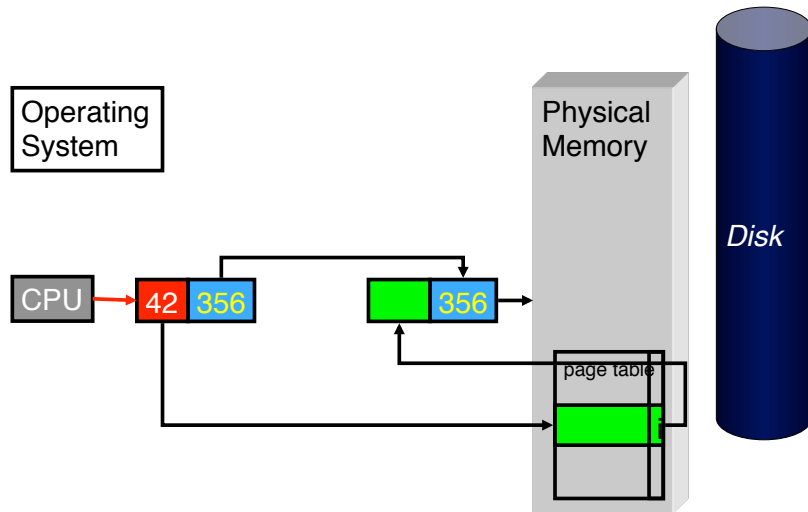 Operating
System
Physical
Memory
Disk
CPU
42 356
356
page table
i